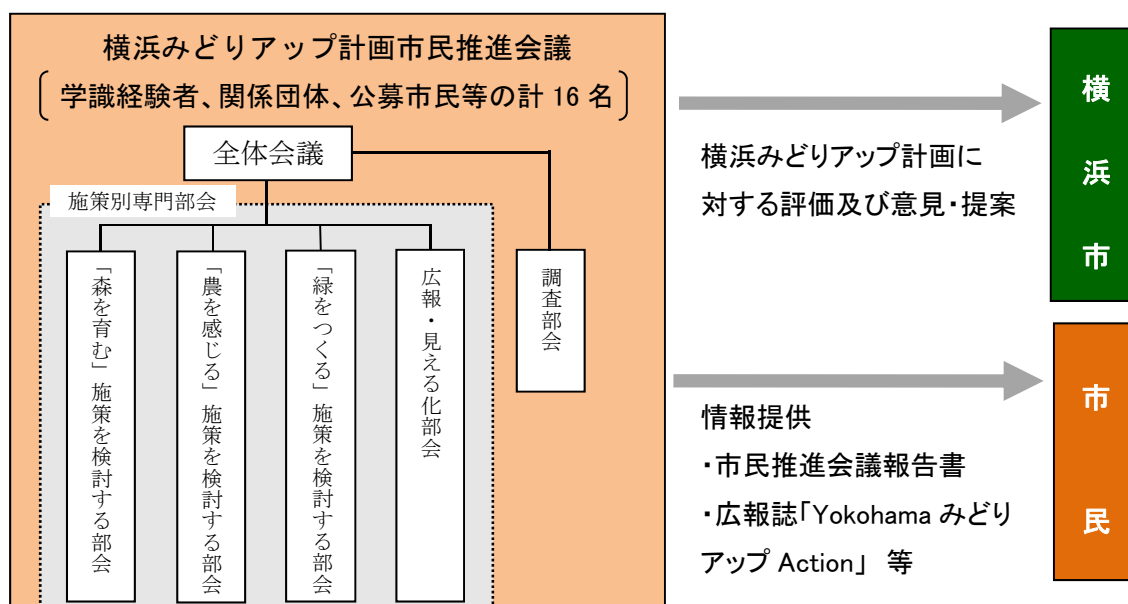 横浜みどりアップ計画市民推進会議
学識経験者、関係団体、公募市民等の計 16 名
全体会議
施策別専門部会
「森を育む」施策を検討する部会
「農を感じる」施策を検討する部会
「緑をつくる」施策を検討する部会
広報・見える化部会
調査部会
横浜みどりアップ計画に
対する評価及び意見・提案
横浜市
情報提供
・市民推進会議報告書
・広報誌「Yokohama みどり
アップ Action」 等
市民